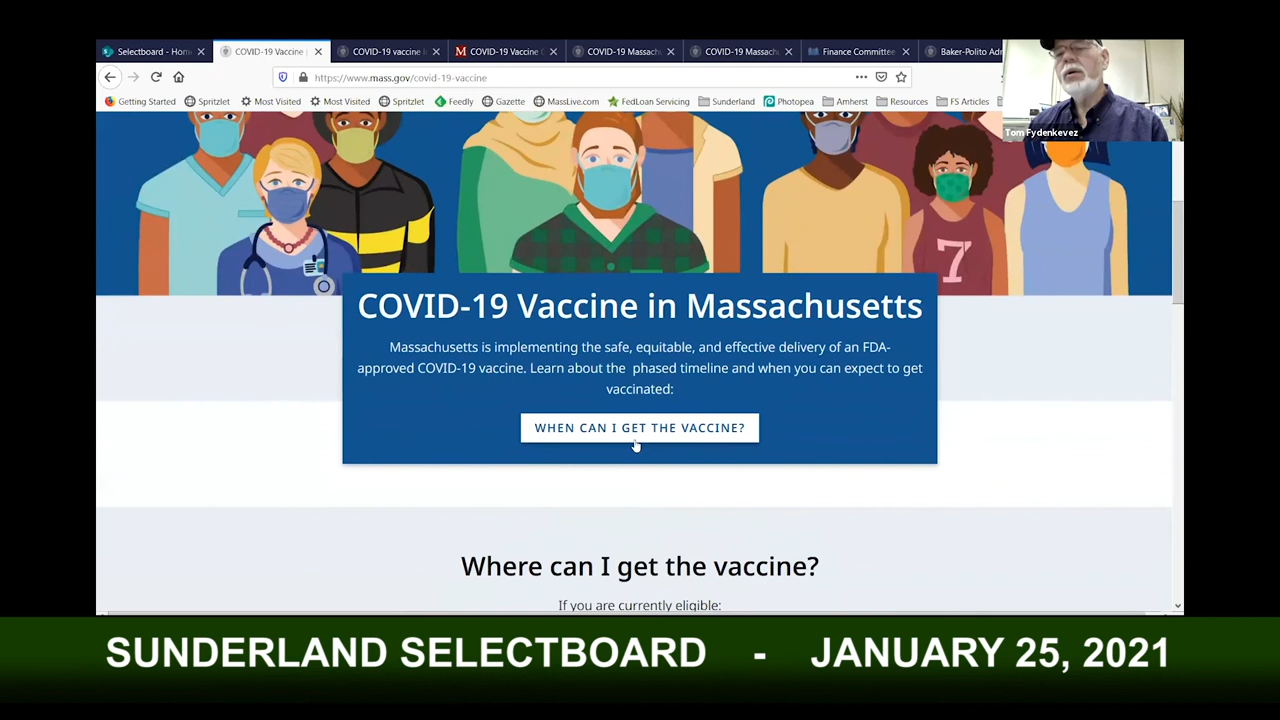 Selectboard - Hom
COVID-19 Vaccine
COVID-19 vaccine
COVID-19 Vaccine
COVID-19 Massach
COVID-19 Massach
Finance Committee
Baker-Polito Adm
https://www.mass.gov/covid-19-vaccine
Getting Started
Spritzlet
Most Visited
Most Visited
Spritzlet
Feedly
Gazette
MassLive.com
FedLoan Servicing
Sunderland
Photopea
Amherst
Resources
FS Articles
Tom Fydenkevez
7
COVID-19 Vaccine in Massachusetts
Massachusetts is implementing the safe, equitable, and effective delivery of an FDA-
approved COVID-19 vaccine. Learn about the phased timeline and when you can expect to get
vaccinated:
WHEN CAN I GET THE VACCINE?
Where can I get the vaccine?
If you are currently eligible:
SUNDERLAND SELECTBOARD - JANUARY 25, 2021